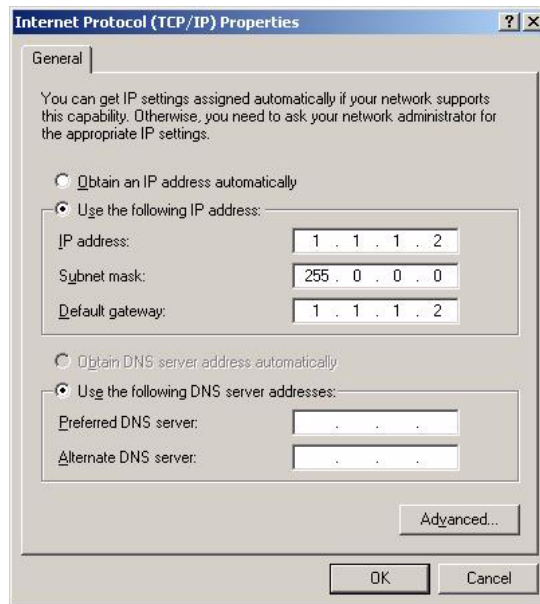 Internet Protocol (TCP/IP) Properties
General
You can get IP settings assigned automatically if your network supports
this capability. Otherwise, you need to ask your network administrator for
the appropriate IP settings.
Obtain an IP address automatically
Use the following IP address:
IP address: 1 . 1 . 1 . 2
Subnet mask: 255 . 0 . 0 . 0
Default gateway: 1 . 1 . 1 . 2
Obtain DNS server address automatically
Use the following DNS server addresses:
Preferred DNS server: . . .
Alternate DNS server: . . .
Advanced...
OK Cancel